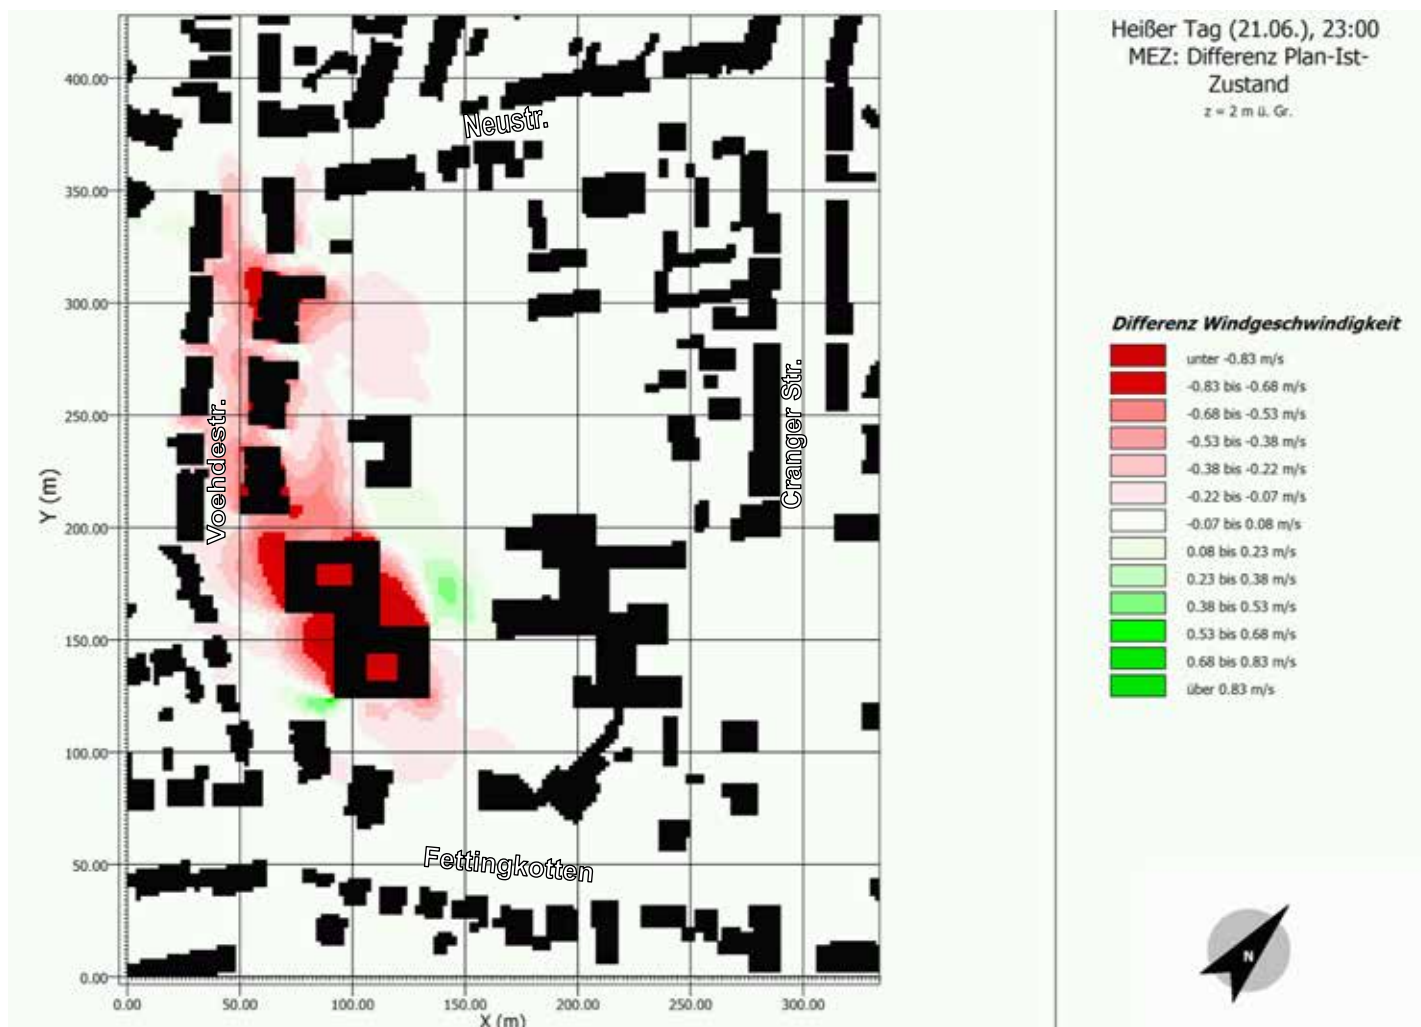 Heißer Tag (21.06.), 23:00
MEZ: Differenz Plan-Ist-
Zustand
z = 2 m ü. Gr.
Differenz Windgeschwindigkeit
unter -0.83 m/s
-0.83 bis -0.68 m/s
-0.68 bis -0.53 m/s
-0.53 bis -0.38 m/s
-0.38 bis -0.22 m/s
-0.22 bis -0.07 m/s
-0.07 bis 0.08 m/s
0.08 bis 0.23 m/s
0.23 bis 0.38 m/s
0.38 bis 0.53 m/s
0.53 bis 0.68 m/s
0.68 bis 0.83 m/s
über 0.83 m/s
N
Neustr.
Voehdestr.
Cranger Str.
Fettingkotten
Y (m)
400.00
350.00
300.00
250.00
200.00
150.00
100.00
50.00
0.00
0.00 50.00 100.00 150.00 200.00 250.00 300.00
X (m)